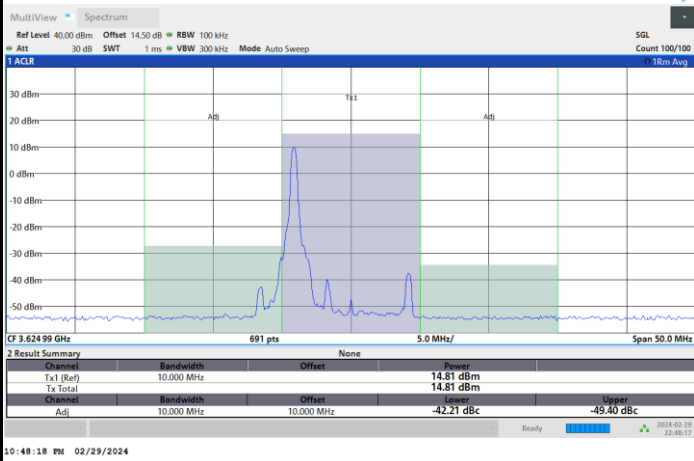 MultiView Spectrum
Ref Level 40.00 dBm Offset 14.50 dB RBW 100 kHz SGL
Att 30 dB SWT 1 ms VBW 300 kHz Mode Auto Sweep Count 100/100
1 ACLR 1Rm Avg
30 dBm
Tx1
20 dBm
Adj Adj
10 dBm
0 dBm
-10 dBm
-20 dBm
-30 dBm
-40 dBm
-50 dBm
CF 3.624 99 GHz 691 pts 5.0 MHz/ Span 50.0 MHz
2 Result Summary None
Channel Bandwidth Offset Power
Tx1 (Ref) 10.000 MHz 14.81 dBm
Tx Total 14.81 dBm
Channel Bandwidth Offset Lower Upper
Adj 10.000 MHz 10.000 MHz -42.21 dBc -49.40 dBc
Ready 2024-02-29
22:48:17
10:48:18 PM 02/29/2024